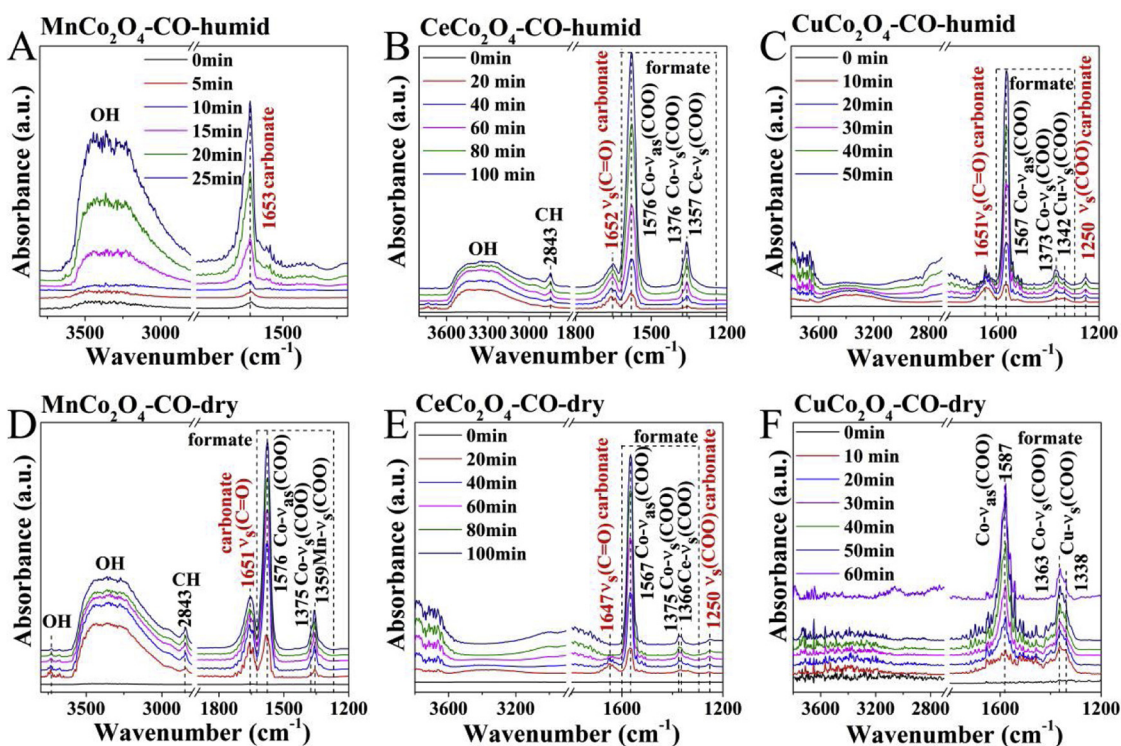 A
MnCo2O4-CO-humid
Absorbance (a.u.)
0min
5min
10min
15min
20min
25min
OH
1653 carbonate
3500 3000 1500
Wavenumber (cm-1)
B
CeCo2O4-CO-humid
Absorbance (a.u.)
0min
20 min
40 min
60 min
80 min
100 min
formate
OH
CH
2843
1652 νs(C=O) carbonate
1576 Co-νas(COO)
1376 Co-νs(COO)
1357 Ce-νs(COO)
3600 3300 3000 1800 1500 1200
Wavenumber (cm-1)
C
CuCo2O4-CO-humid
Absorbance (a.u.)
0 min
10min
20min
30min
40min
50min
formate
1651νs(C=O) carbonate
1567 Co-νas(COO)
1373 Co-νs(COO)
1342 Cu-νs(COO)
1250 νs(COO) carbonate
3600 3200 2800 1600 1400 1200
Wavenumber (cm-1)
D
MnCo2O4-CO-dry
Absorbance (a.u.)
formate
OH
OH
CH
2843
carbonate
1651 νs(C=O)
1576 Co-νas(COO)
1375 Co-νs(COO)
1359Mn-νs(COO)
3500 3000 1800 1500 1200
Wavenumber (cm-1)
E
CeCo2O4-CO-dry
Absorbance (a.u.)
0min
20min
40min
60min
80min
100min
formate
1647 νs(C=O) carbonate
1567 Co-νas(COO)
1375 Co-νs(COO)
1366Ce-νs(COO)
1250 νs(COO) carbonate
3600 3200 1800 1600 1400 1200
Wavenumber (cm-1)
F
CuCo2O4-CO-dry
Absorbance (a.u.)
0min
10 min
20min
30min
40min
50min
60min
formate
Co-νas(COO)
1587
1363 Co-νs(COO)
Cu-νs(COO)
1338
3600 3200 2800 1600 1200
Wavenumber (cm-1)